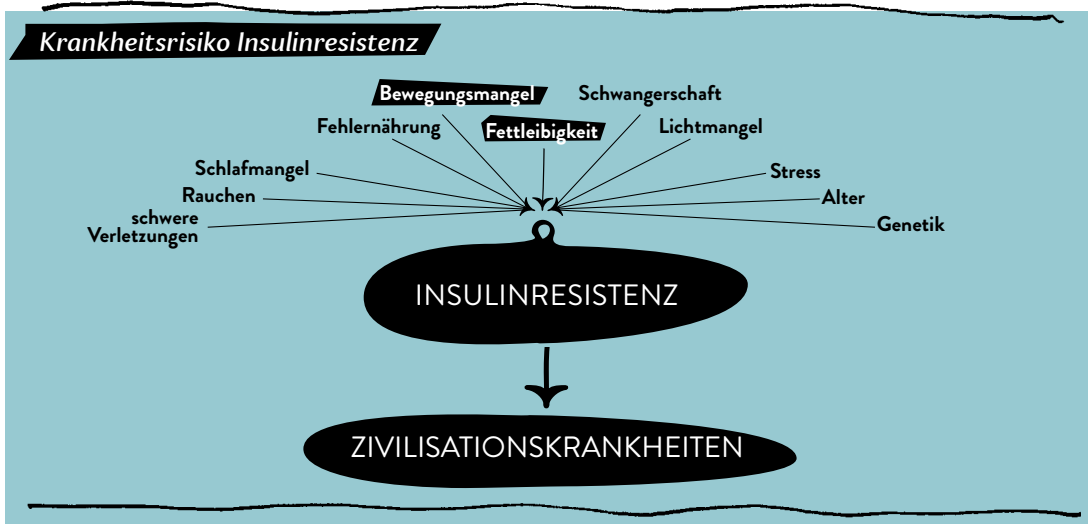 Krankheitsrisiko Insulinresistenz
Bewegungsmangel
Schwangerschaft
Fehlernährung
Fettleibigkeit
Lichtmangel
Schlafmangel
Stress
Rauchen
Alter
schwere
Verletzungen
Genetik
INSULINRESISTENZ
ZIVILISATIONSKRANKHEITEN